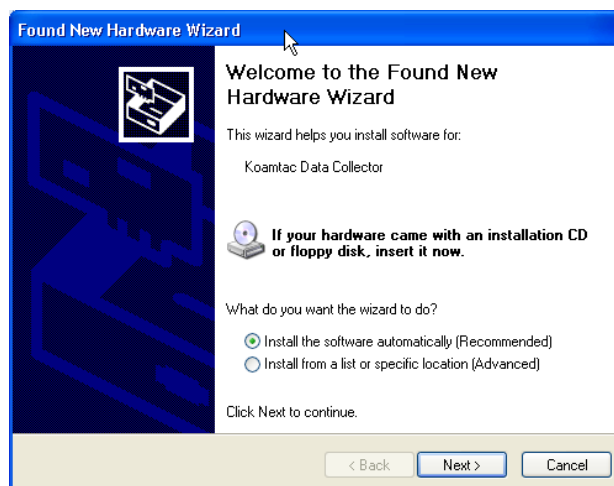 Found New Hardware Wizard
Welcome to the Found New
Hardware Wizard
This wizard helps you install software for:
Koamtac Data Collector
If your hardware came with an installation CD
or floppy disk, insert it now.
What do you want the wizard to do?
Install the software automatically (Recommended)
Install from a list or specific location (Advanced)
Click Next to continue.
< Back Next > Cancel